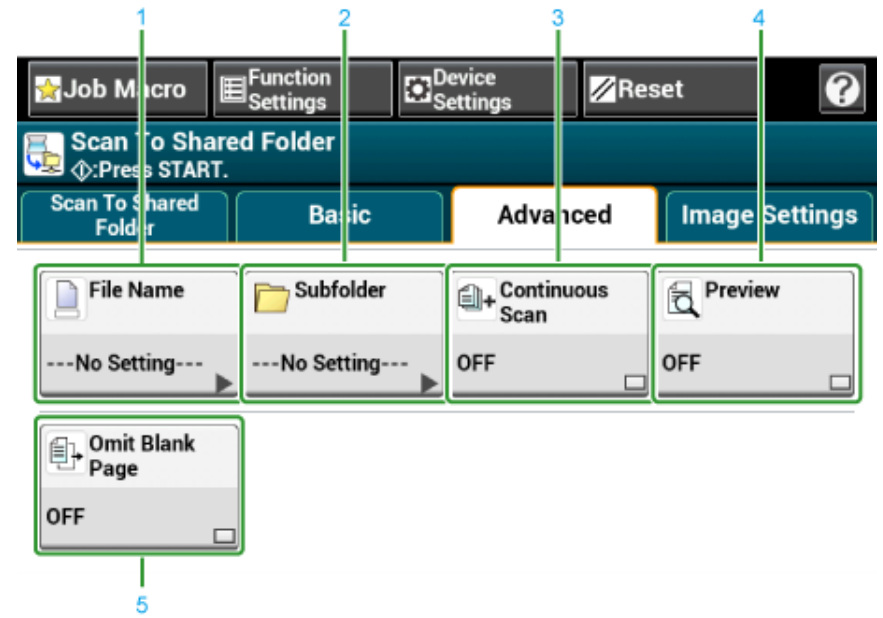 1 2 3 4
Job Macro Function Settings Device Settings Reset ?
Scan To Shared Folder
:Press START.
Scan To Shared Folder Basic Advanced Image Settings
File Name Subfolder Continuous Scan Preview
---No Setting--- ---No Setting--- OFF OFF
Omit Blank
Page
OFF
5